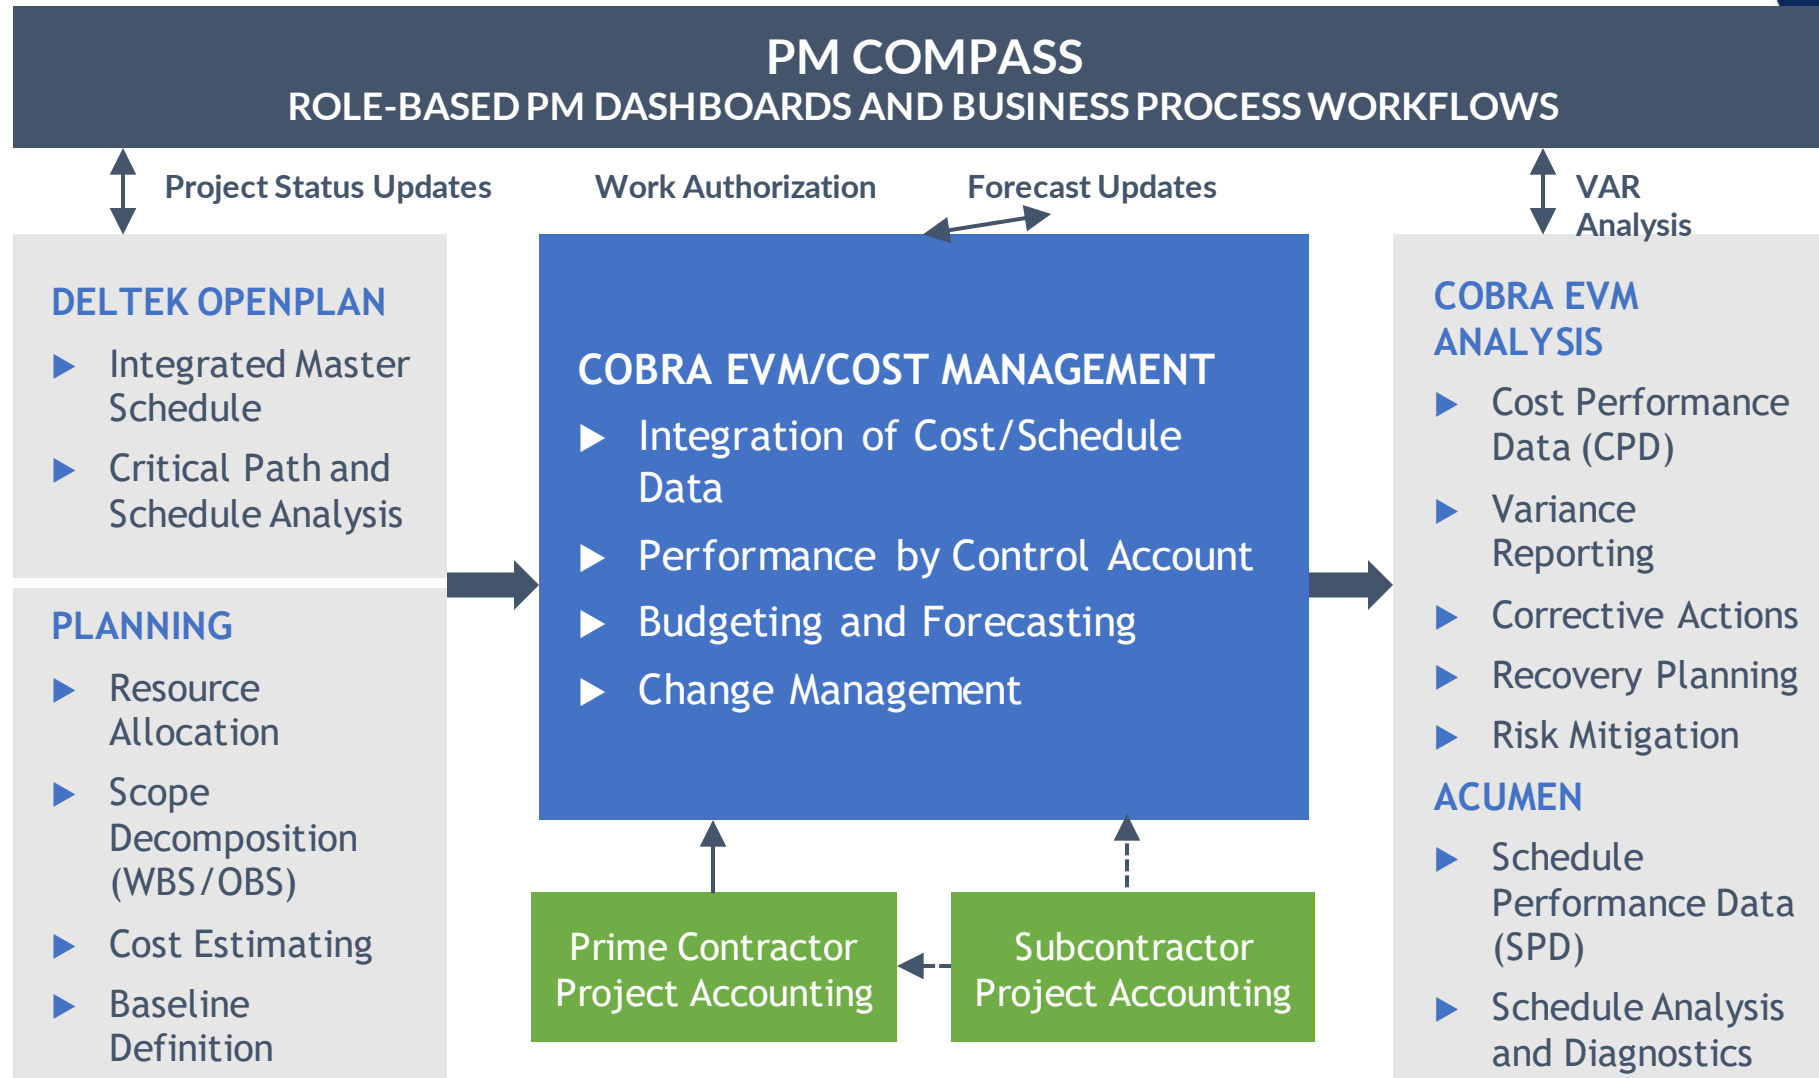 PM COMPASS
ROLE-BASED PM DASHBOARDS AND BUSINESS PROCESS WORKFLOWS
Project Status Updates
Work Authorization
Forecast Updates
VAR
Analysis
DELTEK OPENPLAN
Integrated Master
Schedule
Critical Path and
Schedule Analysis
PLANNING
Resource
Allocation
Scope
Decomposition
(WBS/OBS)
Cost Estimating
Baseline
Definition
COBRA EVM/COST MANAGEMENT
Integration of Cost/Schedule
Data
Performance by Control Account
Budgeting and Forecasting
Change Management
Prime Contractor
Project Accounting
Subcontractor
Project Accounting
COBRA EVM
ANALYSIS
Cost Performance
Data (CPD)
Variance
Reporting
Corrective Actions
Recovery Planning
Risk Mitigation
ACUMEN
Schedule
Performance Data
(SPD)
Schedule Analysis
and Diagnostics